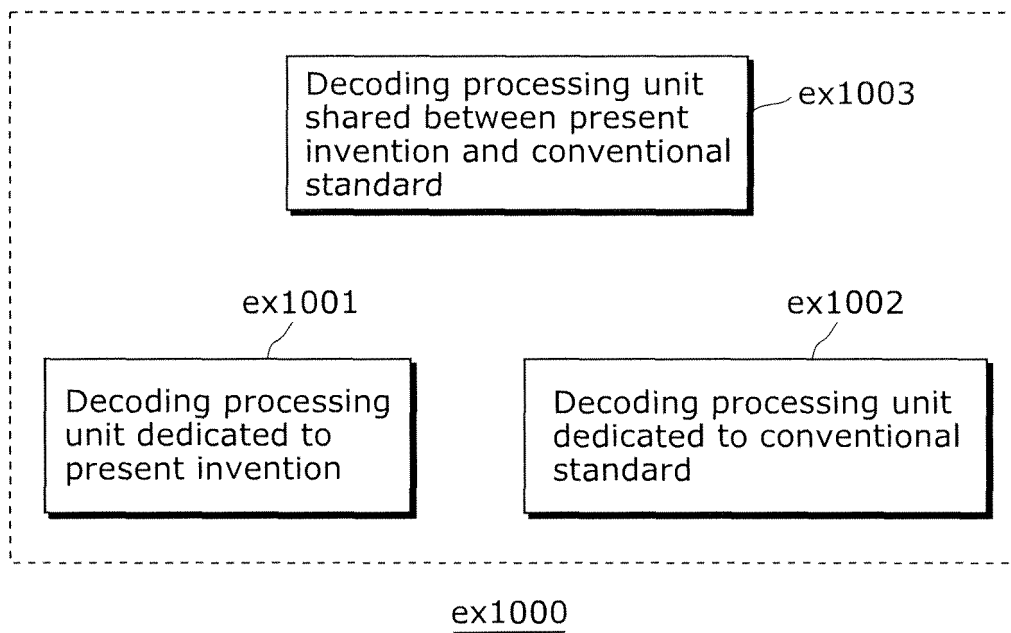 Decoding processing unit
shared between present
invention and conventional
standard
ex1003
ex1001
Decoding processing
unit dedicated to
present invention
ex1002
Decoding processing unit
dedicated to conventional
standard
ex1000